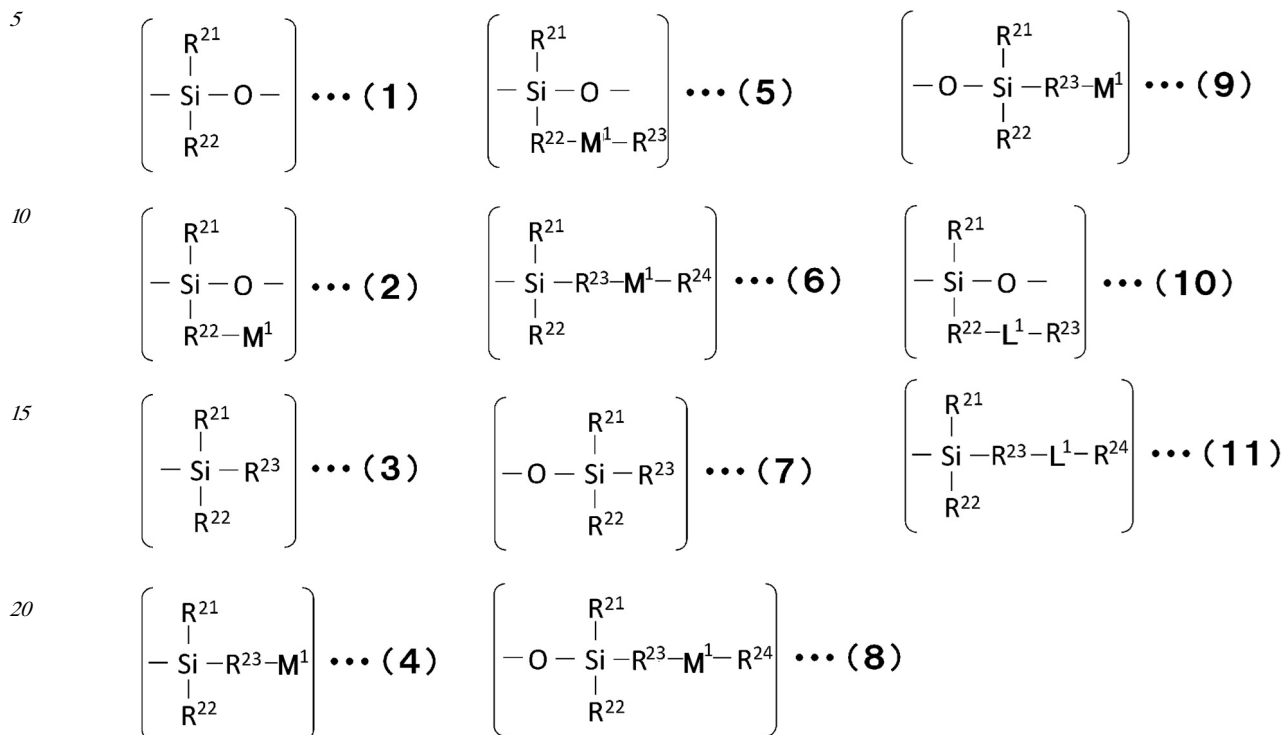 5
R²¹ R²¹ R²¹
— Si — O — ••• (1) — Si — O — ••• (5) — O — Si — R²³—M¹ ••• (9)
R²² R²²—M¹—R²³ R²²
10
R²¹ R²¹ R²¹
— Si — O — ••• (2) — Si — R²³—M¹—R²⁴ ••• (6) — Si — O — ••• (10)
R²²—M¹ R²² R²²—L¹—R²³
15
R²¹ R²¹ R²¹
— Si — R²³ ••• (3) — O — Si — R²³ ••• (7) — Si —R²³—L¹—R²⁴ ••• (11)
R²² R²² R²²
20
R²¹ R²¹
— Si —R²³—M¹ ••• (4) — O — Si —R²³—M¹—R²⁴ ••• (8)
R²² R²²